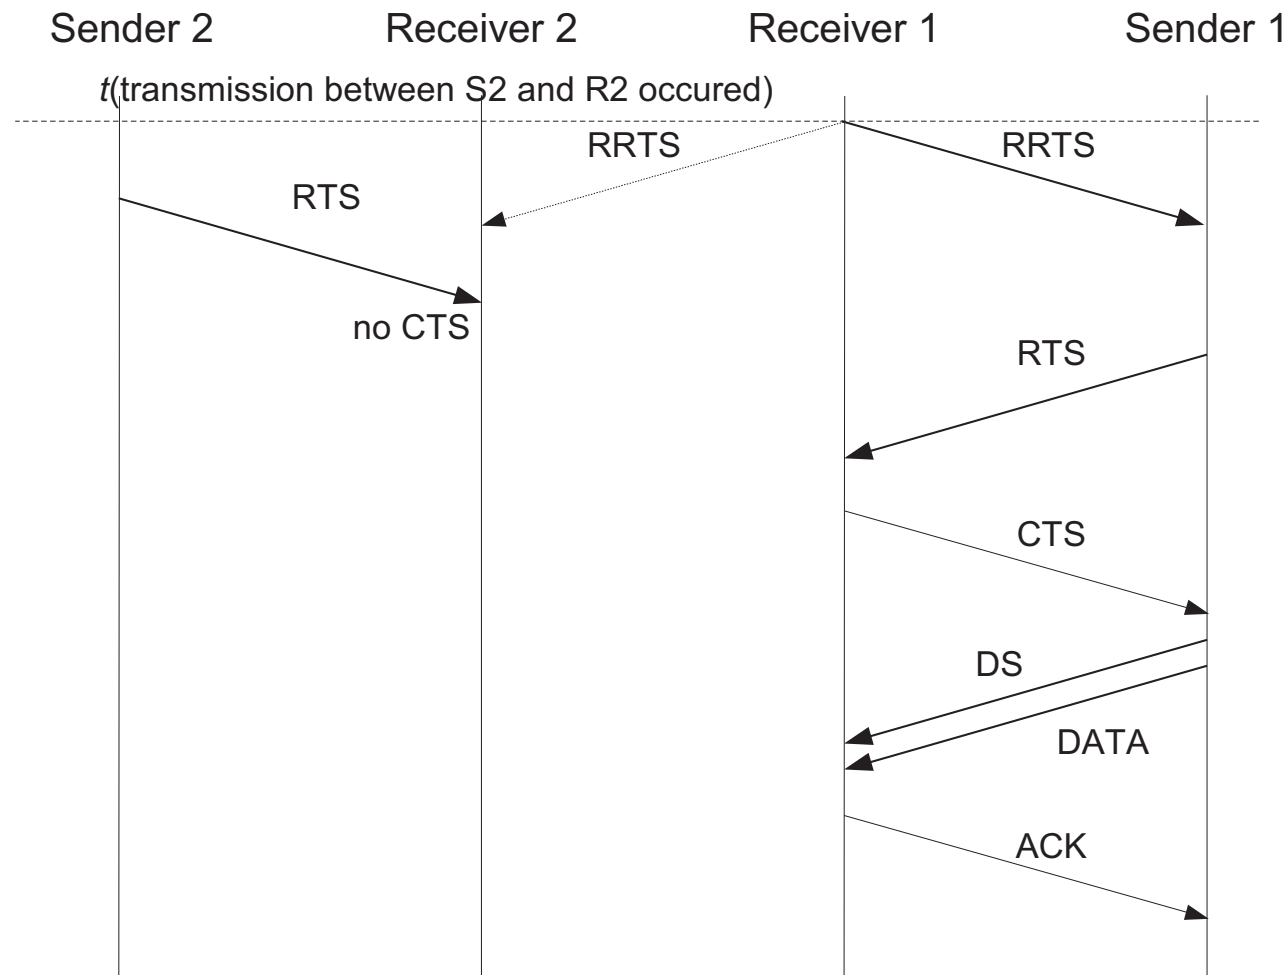 Sender 2 Receiver 2 Receiver 1 Sender 1
t(transmission between S2 and R2 occured)
RRTS RRTS
RTS
no CTS
RTS
CTS
DS
DATA
ACK